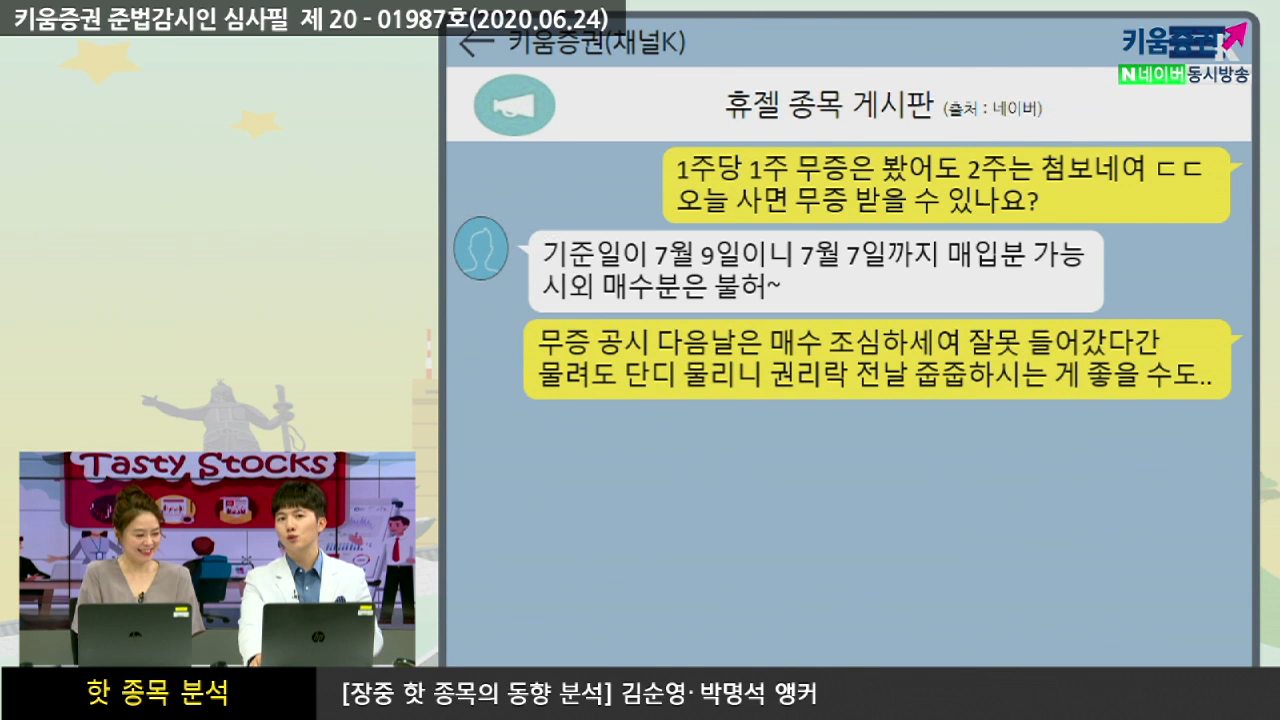 키움증권 준법감시인 심사필 제 20 - 01987호(2020.06.24)
키움증권(채널K)
키움증권
K
N 네이버 동시방송
휴젤 종목 게시판 (출처 : 네이버)
1주당 1주 무증은 봤어도 2주는 첨보네여 ㄷㄷ
오늘 사면 무증 받을 수 있나요?
기준일이 7월 9일이니 7월 7일까지 매입분 가능
시외 매수분은 불허~
무증 공시 다음날은 매수 조심하세여 잘못 들어갔다간
물려도 단디 물리니 권리락 전날 줍줍하시는 게 좋을 수도..
Tasty Stocks
hp
핫 종목 분석
[장중 핫 종목의 동향 분석] 김순영·박명석 앵커